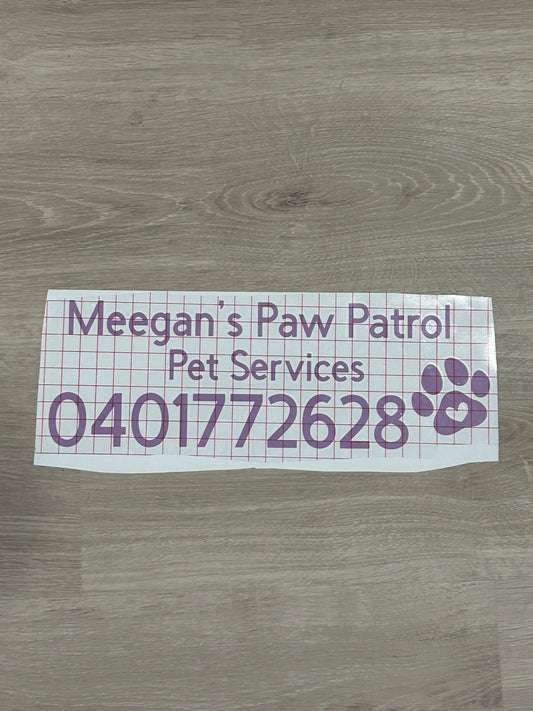 Meegan's Paw Patrol
Pet Services
0401772628